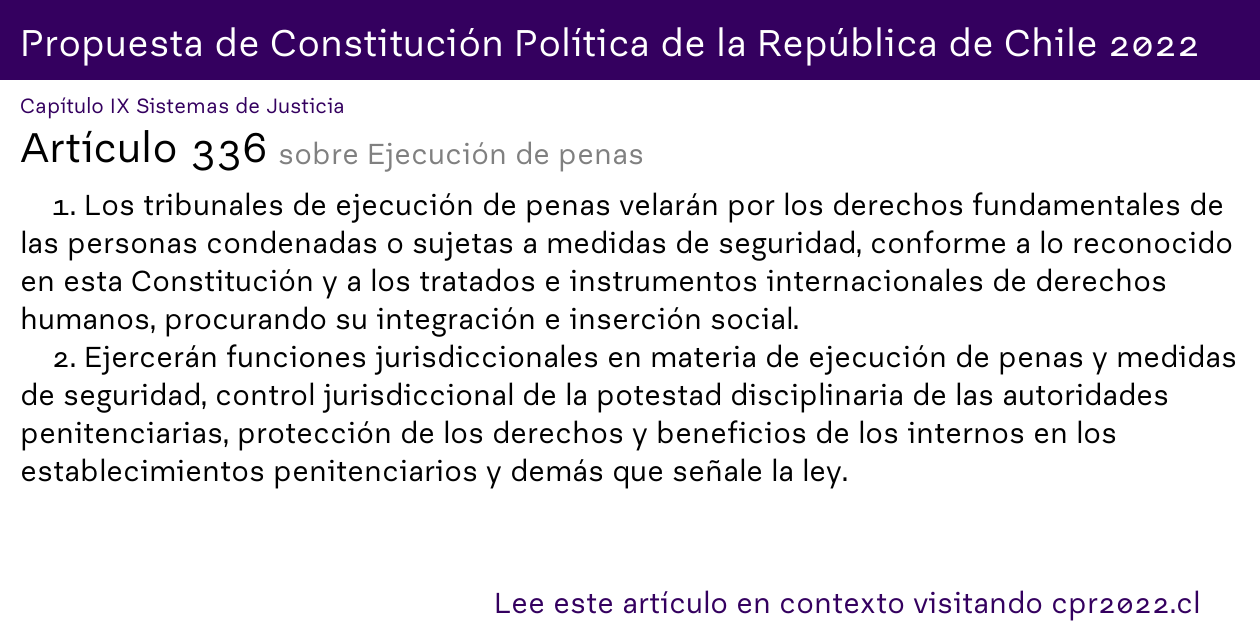 Propuesta de Constitución Política de la República de Chile 2022
Capítulo IX Sistemas de Justicia
Artículo 336 sobre Ejecución de penas
1. Los tribunales de ejecución de penas velarán por los derechos fundamentales de
las personas condenadas o sujetas a medidas de seguridad, conforme a lo reconocido
en esta Constitución y a los tratados e instrumentos internacionales de derechos
humanos, procurando su integración e inserción social.
2. Ejercerán funciones jurisdiccionales en materia de ejecución de penas y medidas
de seguridad, control jurisdiccional de la potestad disciplinaria de las autoridades
penitenciarias, protección de los derechos y beneficios de los internos en los
establecimientos penitenciarios y demás que señale la ley.
Lee este artículo en contexto visitando cpr2022.cl